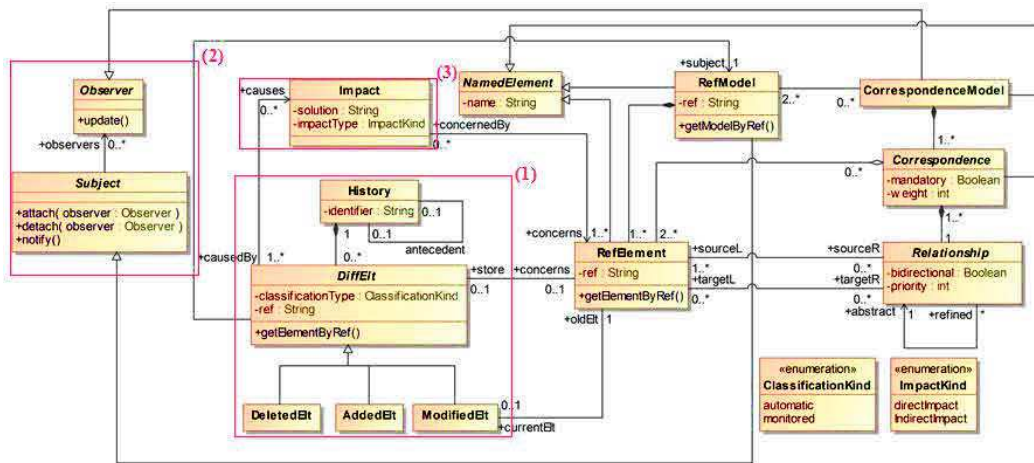 (2)
Observer
+update()
+observers
0..*
Subject
+attach( observer : Observer )
+detach( observer : Observer )
+notify()
(3)
+causes
0..*
Impact
-solution : String
-impactType : ImpactKind
+concernedBy
0..*
NamedElement
-name : String
+subject
1
RefModel
-ref : String
+getModelByRef()
2..*
0..*
CorrespondenceModel
1..*
Correspondence
-mandatory : Boolean
-weight : int
0..*
1..*
1
(1)
History
-identifier : String
0..1
0..1
antecedent
1
0..*
+causedBy
1..*
DiffElt
-classificationType : ClassificationKind
-ref : String
+getElementByRef()
+store
0..1
+concerns
0..1
+concerns
1..*
1..*
2..*
RefElement
-ref : String
+getElementByRef()
+sourceL
1..*
+targetL
0..*
+sourceR
0..*
+targetR
0..*
Relationship
-bidirectional : Boolean
-priority : int
+abstract
1
+refined
*
+oldElt
1
DeletedElt
AddedElt
ModifiedElt
0..1
+currentElt
«enumeration»
ClassificationKind
automatic
monitored
«enumeration»
ImpactKind
directImpact
IndirectImpact